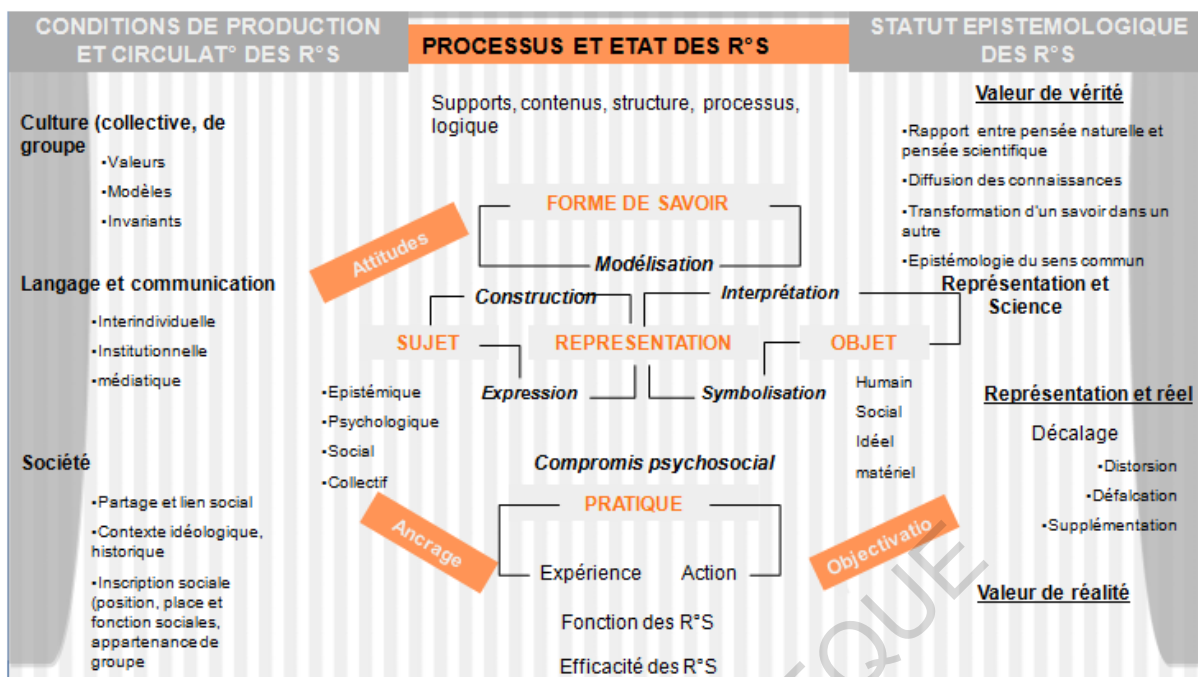 CONDITIONS DE PRODUCTION
ET CIRCULAT° DES R°S
Culture (collective, de
groupe
•Valeurs
•Modèles
•Invariants
Langage et communication
•Interindividuelle
•Institutionnelle
•médiatique
Société
•Partage et lien social
•Contexte idéologique,
historique
•Inscription sociale
(position, place et
fonction sociales,
appartenance de
groupe
PROCESSUS ET ETAT DES R°S
Supports, contenus, structure, processus,
logique
FORME DE SAVOIR
Attitudes
Modélisation
Construction
Interprétation
SUJET
REPRESENTATION
OBJET
Expression
Symbolisation
•Epistémique
•Psychologique
•Social
•Collectif
Humain
Social
Idéel
matériel
Compromis psychosocial
PRATIQUE
Ancrage
Objectivatio
Expérience
Action
Fonction des R°S
Efficacité des R°S
STATUT EPISTEMOLOGIQUE
DES R°S
Valeur de vérité
•Rapport entre pensée naturelle et
pensée scientifique
•Diffusion des connaissances
•Transformation d'un savoir dans un
autre
•Epistémologie du sens commun
Représentation et
Science
Représentation et réel
Décalage
•Distorsion
•Défalcation
•Supplémentation
Valeur de réalité
EQUE